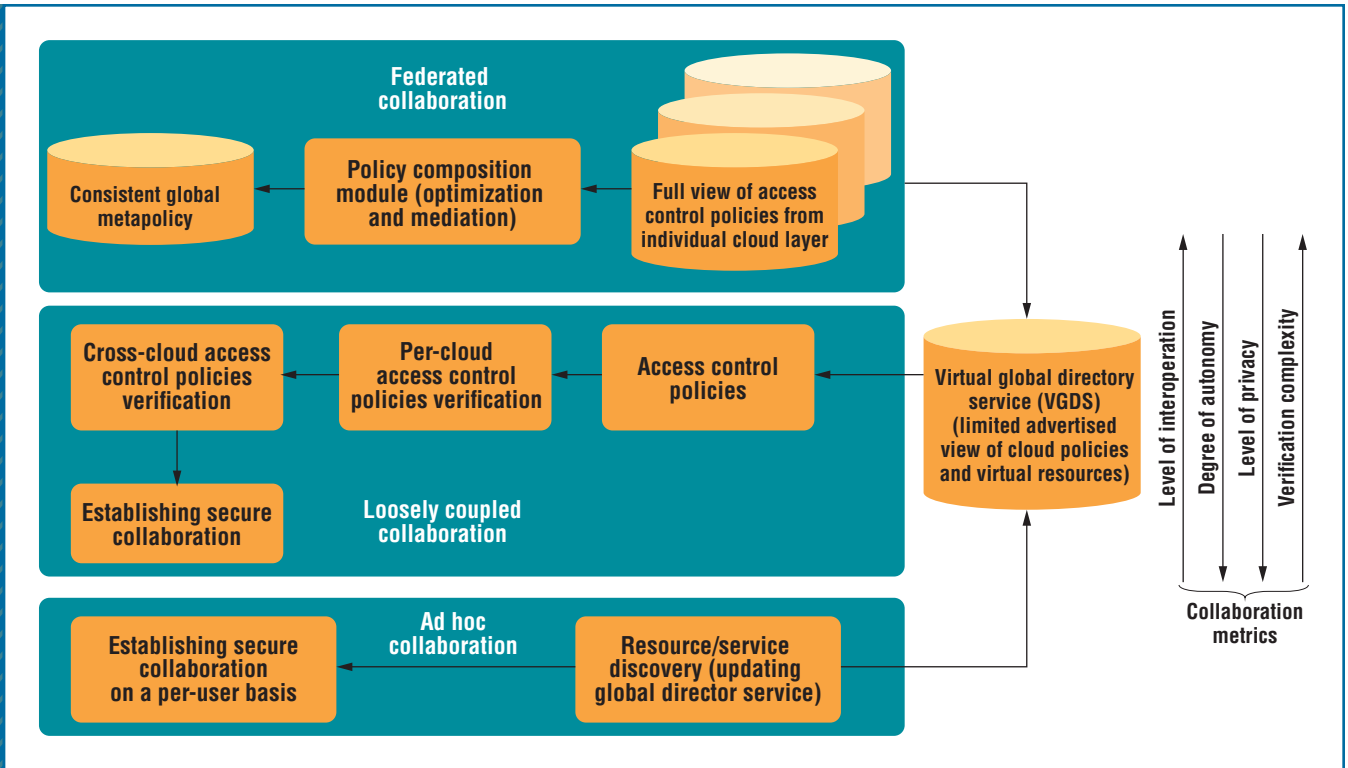 Federated
collaboration
Consistent global
metapolicy
Policy composition
module (optimization
and mediation)
Full view of access
control policies from
individual cloud layer
Cross-cloud access
control policies
verification
Per-cloud
access control
policies verification
Access control
policies
Establishing secure
collaboration
Loosely coupled
collaboration
Virtual global directory
service (VGDS)
(limited advertised
view of cloud policies
and virtual resources)
Level of interoperation
Degree of autonomy
Level of privacy
Verification complexity
Collaboration
metrics
Ad hoc
collaboration
Establishing secure
collaboration
on a per-user basis
Resource/service
discovery (updating
global director service)